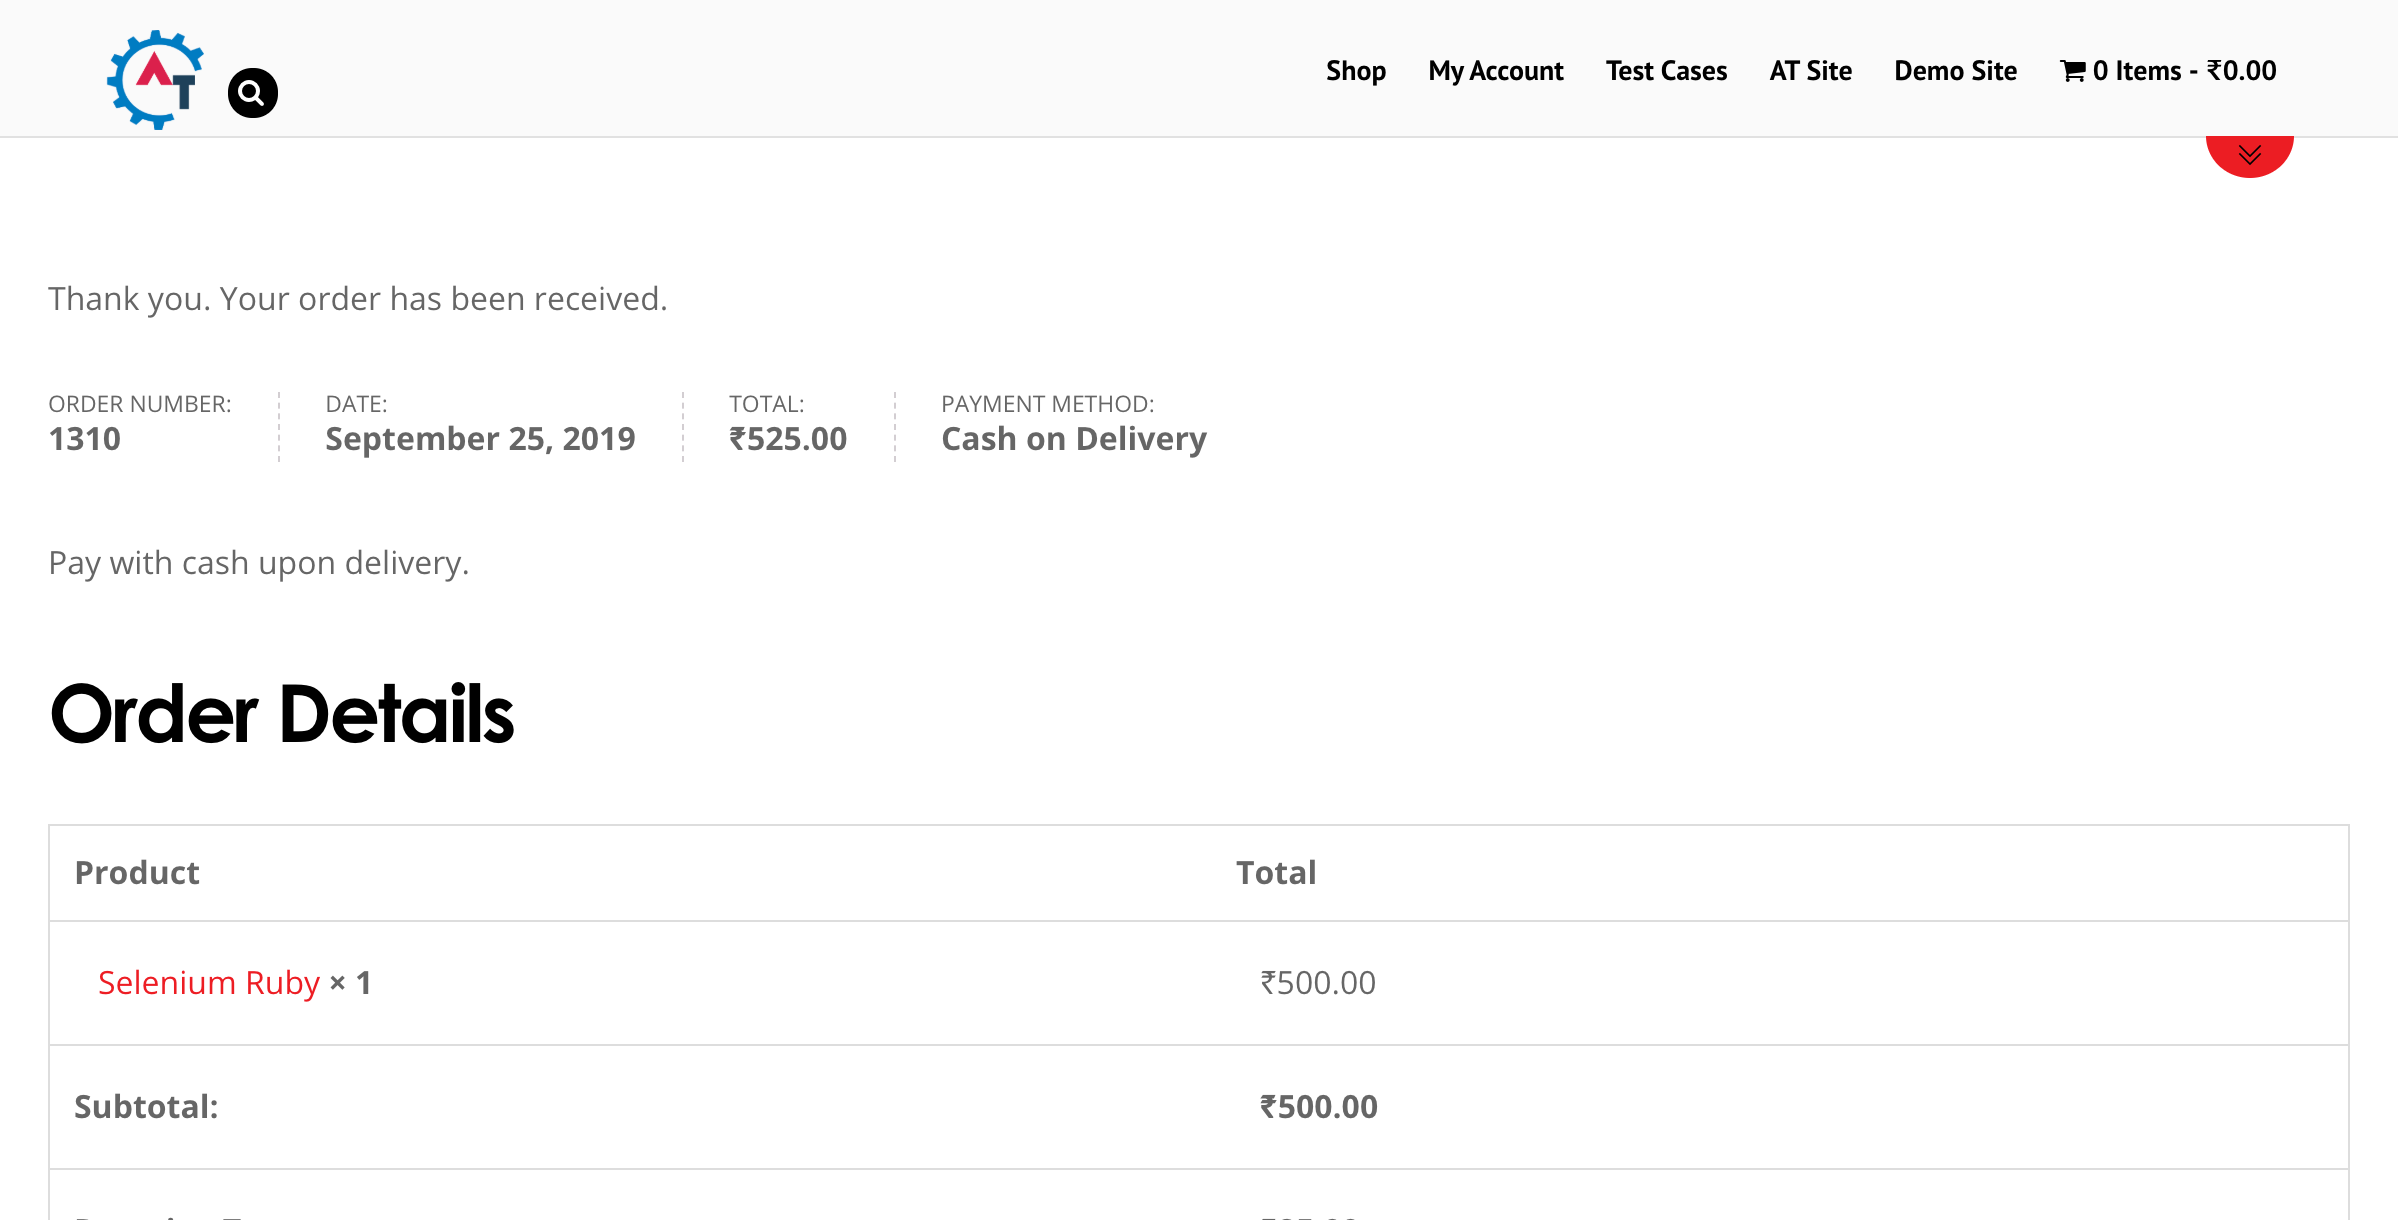 AT
Shop My Account Test Cases AT Site Demo Site 0 Items - ₹0.00
Thank you. Your order has been received.
ORDER NUMBER: DATE: TOTAL: PAYMENT METHOD:
1310 September 25, 2019 ₹525.00 Cash on Delivery
Pay with cash upon delivery.
Order Details
Product Total
Selenium Ruby × 1 ₹500.00
Subtotal: ₹500.00